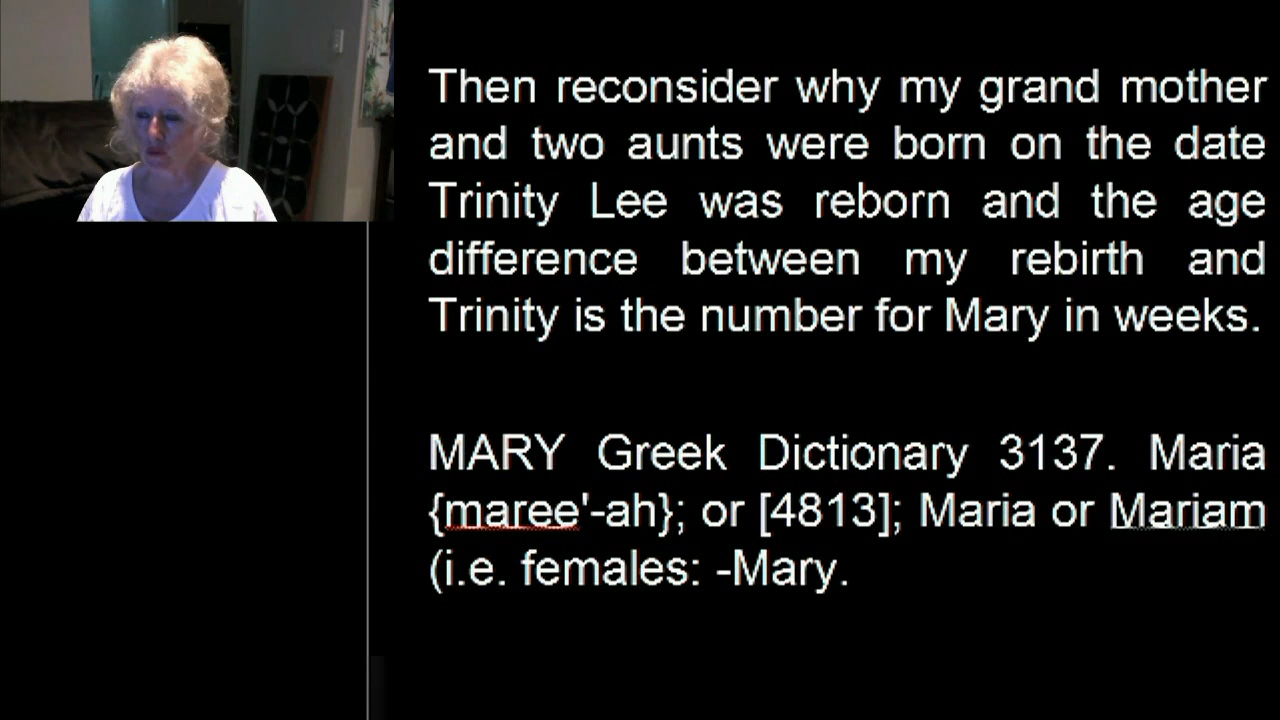 Then reconsider why my grand mother
and two aunts were born on the date
Trinity Lee was reborn and the age
difference between my rebirth and
Trinity is the number for Mary in weeks.
MARY Greek Dictionary 3137. Maria
{maree'-ah}; or [4813]; Maria or Mariam
(i.e. females: -Mary.